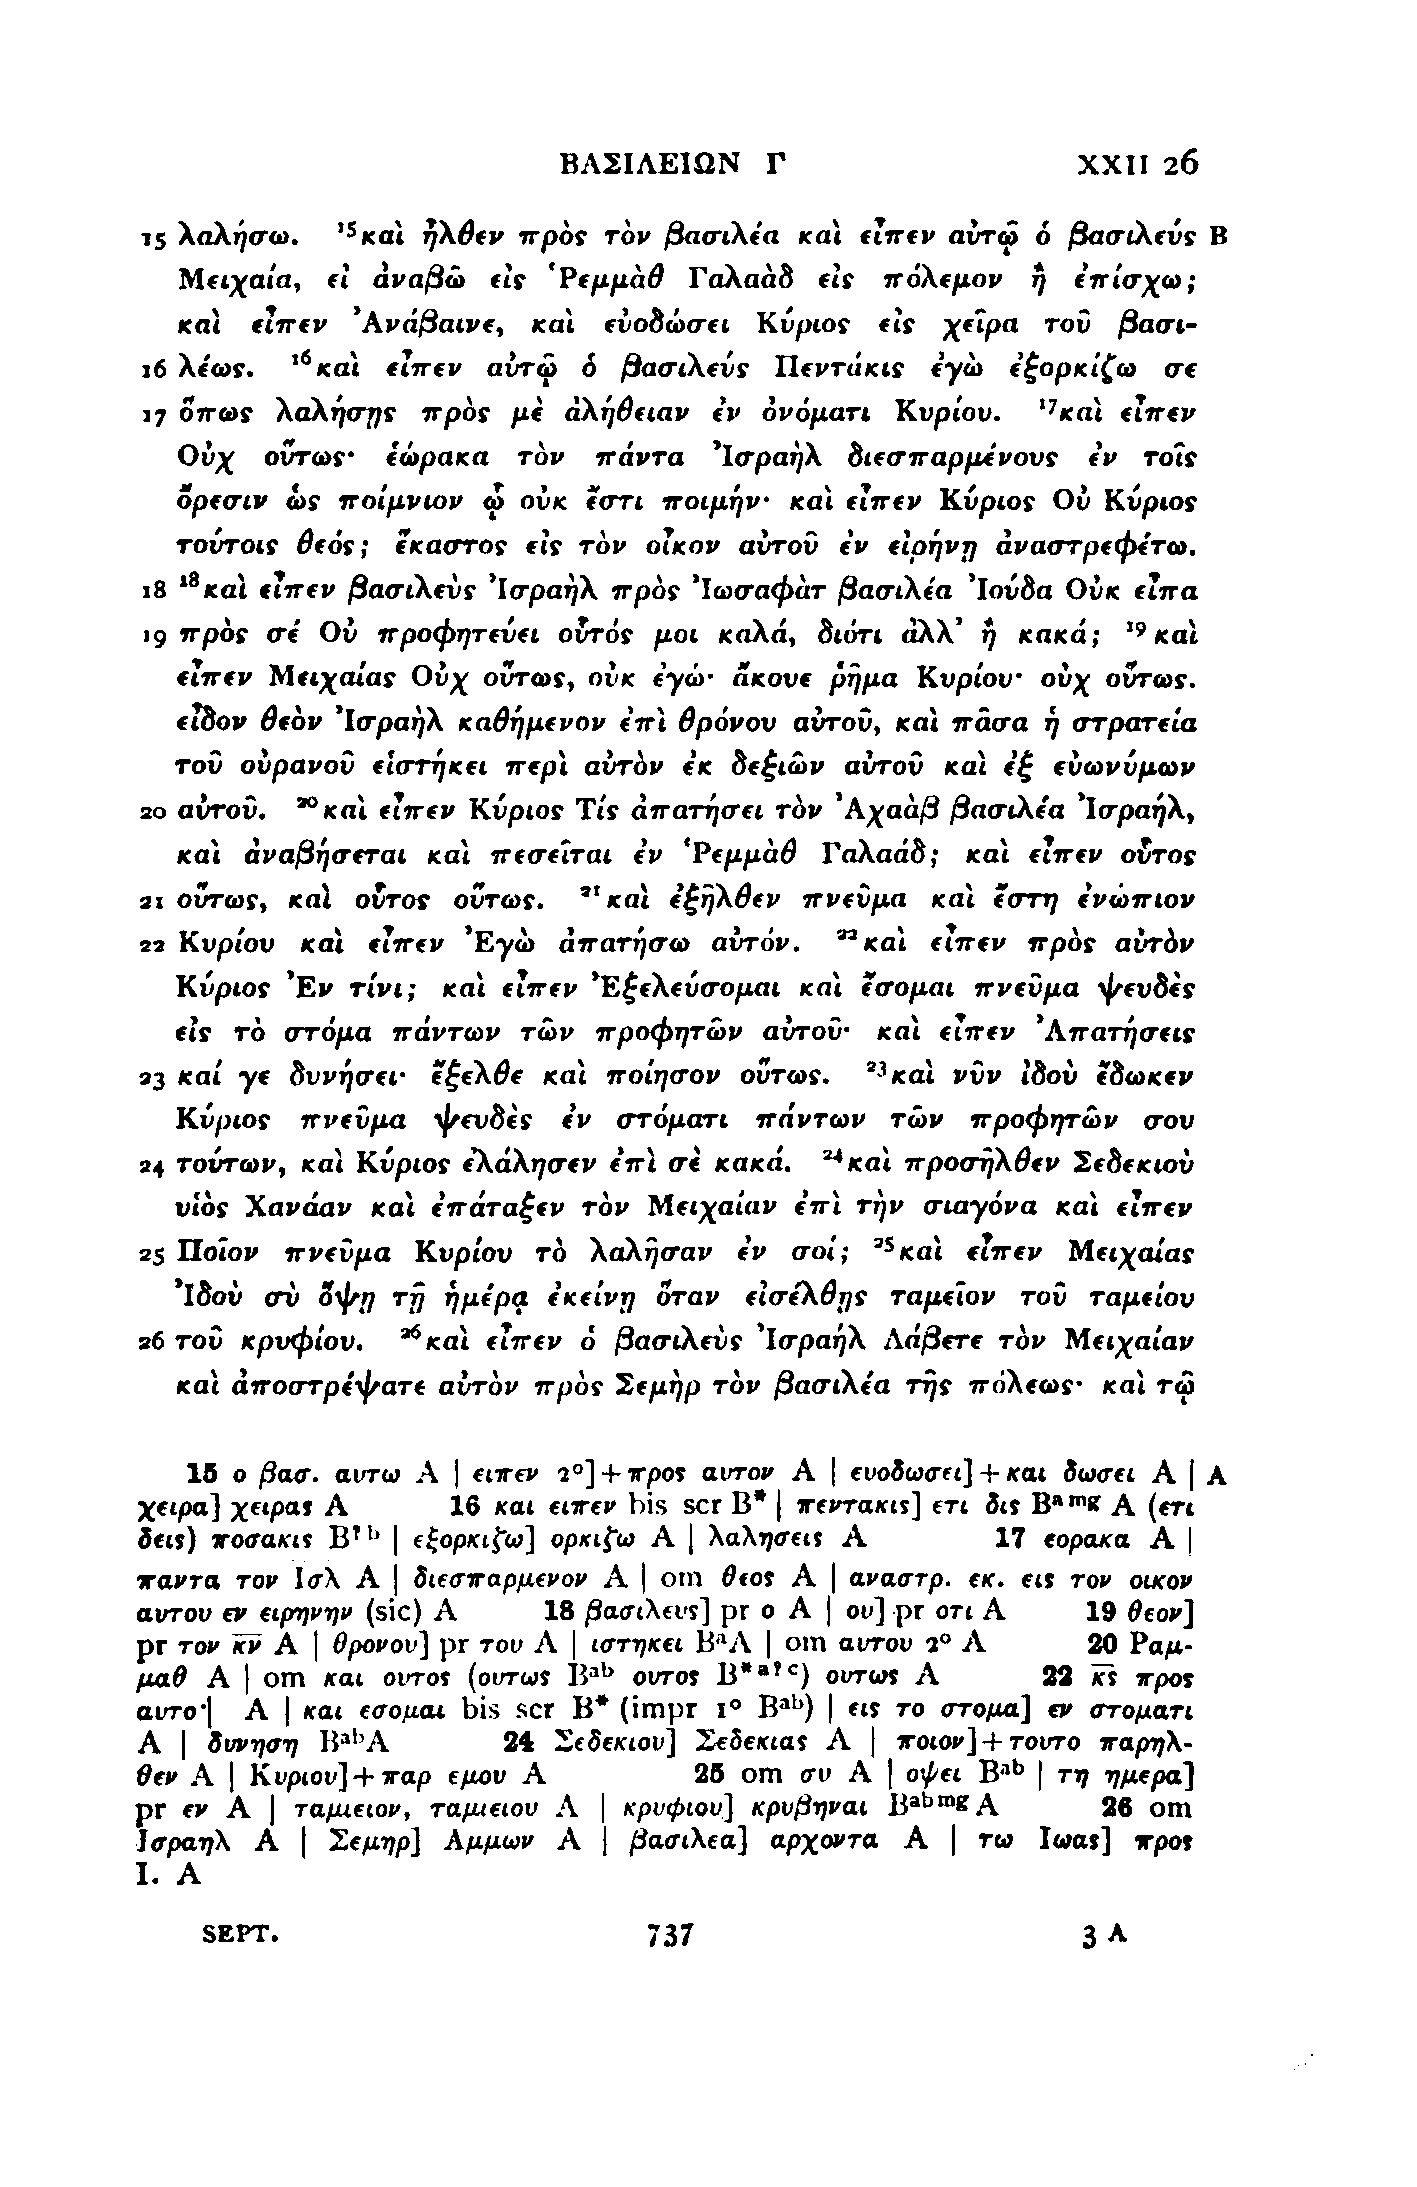 ΒΑΣΙΛΕΙΩΝ Γ XXII 26
15 λαλήσω. ¹⁵καὶ ἦλθεν πρὸς τὸν βασιλέα καὶ εἶπεν αὐτῷ ὁ βασιλεύς B
Μειχαία, εἰ ἀναβῶ εἰς Ῥεμμὰθ Γαλαὰδ εἰς πόλεμον ἢ ἐπίσχω;
καὶ εἶπεν Ἀνάβαινε, καὶ εὐοδώσει Κύριος εἰς χεῖρα τοῦ βασι-
16 λέως. ¹⁶καὶ εἶπεν αὐτῷ ὁ βασιλεύς Πεντάκις ἐγὼ ἐξορκίζω σε
17 ὅπως λαλήσῃς πρὸς μὲ ἀλήθειαν ἐν ὀνόματι Κυρίου. ¹⁷καὶ εἶπεν
Οὐχ οὕτως· ἑώρακα τὸν πάντα Ἰσραὴλ διεσπαρμένους ἐν τοῖς
ὄρεσιν ὡς ποίμνιον ᾧ οὐκ ἔστι ποιμήν· καὶ εἶπεν Κύριος Οὐ Κύριος
τούτοις θεός; ἕκαστος εἰς τὸν οἶκον αὐτοῦ ἐν εἰρήνῃ ἀναστρεφέτω.
18 ¹⁸καὶ εἶπεν βασιλεὺς Ἰσραὴλ πρὸς Ἰωσαφὰτ βασιλέα Ἰούδα Οὐκ εἶπα
19 πρὸς σέ Οὐ προφητεύει οὗτός μοι καλά, διότι ἀλλ᾽ ἢ κακά; ¹⁹καὶ
εἶπεν Μειχαίας Οὐχ οὕτως, οὐκ ἐγώ· ἄκουε ῥῆμα Κυρίου· οὐχ οὕτως.
εἶδον θεὸν Ἰσραὴλ καθήμενον ἐπὶ θρόνου αὐτοῦ, καὶ πᾶσα ἡ στρατεία
τοῦ οὐρανοῦ εἱστήκει περὶ αὐτὸν ἐκ δεξιῶν αὐτοῦ καὶ ἐξ εὐωνύμων
20 αὐτοῦ. ²⁰καὶ εἶπεν Κύριος Τίς ἀπατήσει τὸν Ἀχαὰβ βασιλέα Ἰσραήλ,
καὶ ἀναβήσεται καὶ πεσεῖται ἐν Ῥεμμὰθ Γαλαάδ; καὶ εἶπεν οὗτος
21 οὕτως, καὶ οὗτος οὕτως. ²¹καὶ ἐξῆλθεν πνεῦμα καὶ ἔστη ἐνώπιον
22 Κυρίου καὶ εἶπεν Ἐγὼ ἀπατήσω αὐτόν. ²²καὶ εἶπεν πρὸς αὐτὸν
Κύριος Ἐν τίνι; καὶ εἶπεν Ἐξελεύσομαι καὶ ἔσομαι πνεῦμα ψευδὲς
εἰς τὸ στόμα πάντων τῶν προφητῶν αὐτοῦ· καὶ εἶπεν Ἀπατήσεις
23 καί γε δυνήσει· ἔξελθε καὶ ποίησον οὕτως. ²³καὶ νῦν ἰδοὺ ἔδωκεν
Κύριος πνεῦμα ψευδὲς ἐν στόματι πάντων τῶν προφητῶν σου
24 τούτων, καὶ Κύριος ἐλάλησεν ἐπὶ σὲ κακά. ²⁴καὶ προσῆλθεν Σεδεκιοὺ
υἱὸς Χανάαν καὶ ἐπάταξεν τὸν Μειχαίαν ἐπὶ τὴν σιαγόνα καὶ εἶπεν
25 Ποῖον πνεῦμα Κυρίου τὸ λαλῆσαν ἐν σοί; ²⁵καὶ εἶπεν Μειχαίας
Ἰδοὺ σὺ ὄψῃ τῇ ἡμέρᾳ ἐκείνῃ ὅταν εἰσέλθῃς ταμεῖον τοῦ ταμείου
26 τοῦ κρυφίου. ²⁶καὶ εἶπεν ὁ βασιλεὺς Ἰσραήλ Λάβετε τὸν Μειχαίαν
καὶ ἀποστρέψατε αὐτὸν πρὸς Σεμὴρ τὸν βασιλέα τῆς πόλεως· καὶ τῷ
15 ο βασ. αυτω A | ειπεν 2°]+προς αυτον A | ευοδωσει]+και δωσει A | A
χειρα] χειρας A 16 και ειπεν bis scr B* | πεντακις] ετι δις Bᵃᵐᵍ A (ετι
δεις) ποσακις B?ᵇ | εξορκιζω] ορκιζω A | λαλησεις A 17 εορακα A |
παντα τον Ισλ A | διεσπαρμενον A | om θεος A | αναστρ. εκ. εις τον οικον
αυτου εν ειρηνην (sic) A 18 βασιλευς] pr ο A | ου] pr οτι A 19 θεον]
pr τον κ̅ν̅ A | θρονου] pr του A | ιστηκει BᵃA | om αυτου 2° A 20 Ραμ-
μαθ A | om και ουτος (ουτως Bᵃᵇ ουτος B*ᵃ?ᶜ) ουτως A 22 κ̅ς̅ προς
αυτο A | και εσομαι bis scr B* (impr 1° Bᵃᵇ) | εις το στομα] εν στοματι
A | δυνηση BᵃᵇA 24 Σεδεκιου] Σεδεκιας A | ποιον]+τουτο παρηλ-
θεν A | Κυριου]+παρ εμου A 25 om συ A | οψει Bᵃᵇ | τη ημερα]
pr εν A | ταμιειον, ταμιειου A | κρυφιου] κρυβηναι Bᵃᵇᵐᵍ A 26 om
Ισραηλ A | Σεμηρ] Αμμων A | βασιλεα] αρχοντα A | τω Ιωας] προς
Ι. A
SEPT. 737 3 A